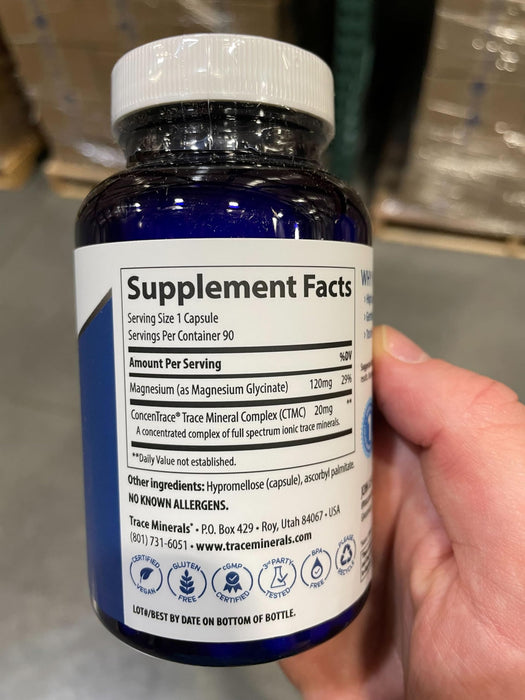 Supplement Facts
Serving Size 1 Capsule
Servings Per Container 90
Amount Per Serving %DV
Magnesium (as Magnesium Glycinate) 120mg 29%
ConcenTrace® Trace Mineral Complex (CTMC) 20mg **
A concentrated complex of full spectrum ionic trace minerals.
**Daily Value not established.
Other ingredients: Hypromellose (capsule), ascorbyl palmitate.
NO KNOWN ALLERGENS.
Trace Minerals® • P.O. Box 429 • Roy, Utah 84067 • USA
(801) 731-6051 • www.traceminerals.com
CERTIFIED VEGAN
GLUTEN FREE
cGMP CERTIFIED
3rd PARTY TESTED
BPA FREE
PLEASE RECYCLE
LOT#/BEST BY DATE ON BOTTOM OF BOTTLE.
WHY